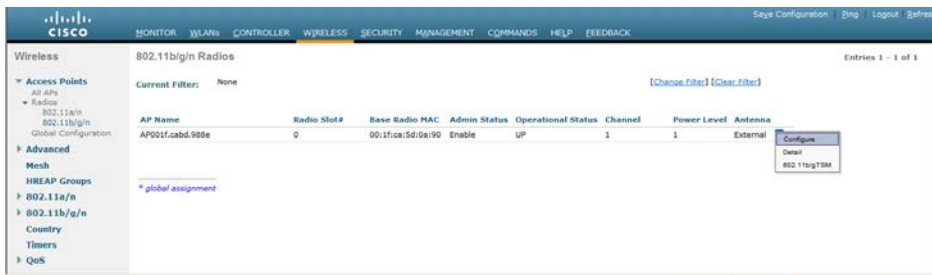 Save Configuration Ping Logout Refres
CISCO MONITOR WLANs CONTROLLER WIRELESS SECURITY MANAGEMENT COMMANDS HELP FEEDBACK
Wireless
Access Points
All APs
Radios
802.11a/n
802.11b/g/n
Global Configuration
Advanced
Mesh
HREAP Groups
802.11a/n
802.11b/g/n
Country
Timers
QoS
802.11b/g/n Radios
Entries 1 - 1 of 1
Current Filter: None [Change Filter] [Clear Filter]
AP Name Radio Slot# Base Radio MAC Admin Status Operational Status Channel Power Level Antenna
AP001f.cabd.988e 0 00:1f:ca:5d:0a:90 Enable UP 1 1 External
Configure
Detail
802.11b/gTSM
* global assignment